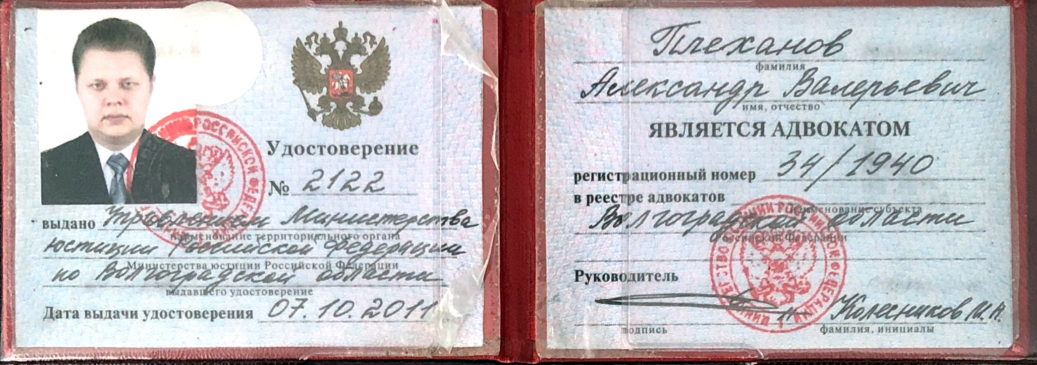 Удостоверение
№ 2122
выдано Управлением Министерства
наименование территориального органа
юстиции Российской Федерации
Министерства юстиции Российской Федерации
по Волгоградской области
выдавшего удостоверение
Дата выдачи удостоверения 07.10.2011
Плеханов
фамилия
Александр Валерьевич
имя, отчество
ЯВЛЯЕТСЯ АДВОКАТОМ
регистрационный номер 34/1940
в реестре адвокатов
наименование субъекта
Волгоградской области
Российской Федерации
Руководитель
Колесников
подпись фамилия, инициалы